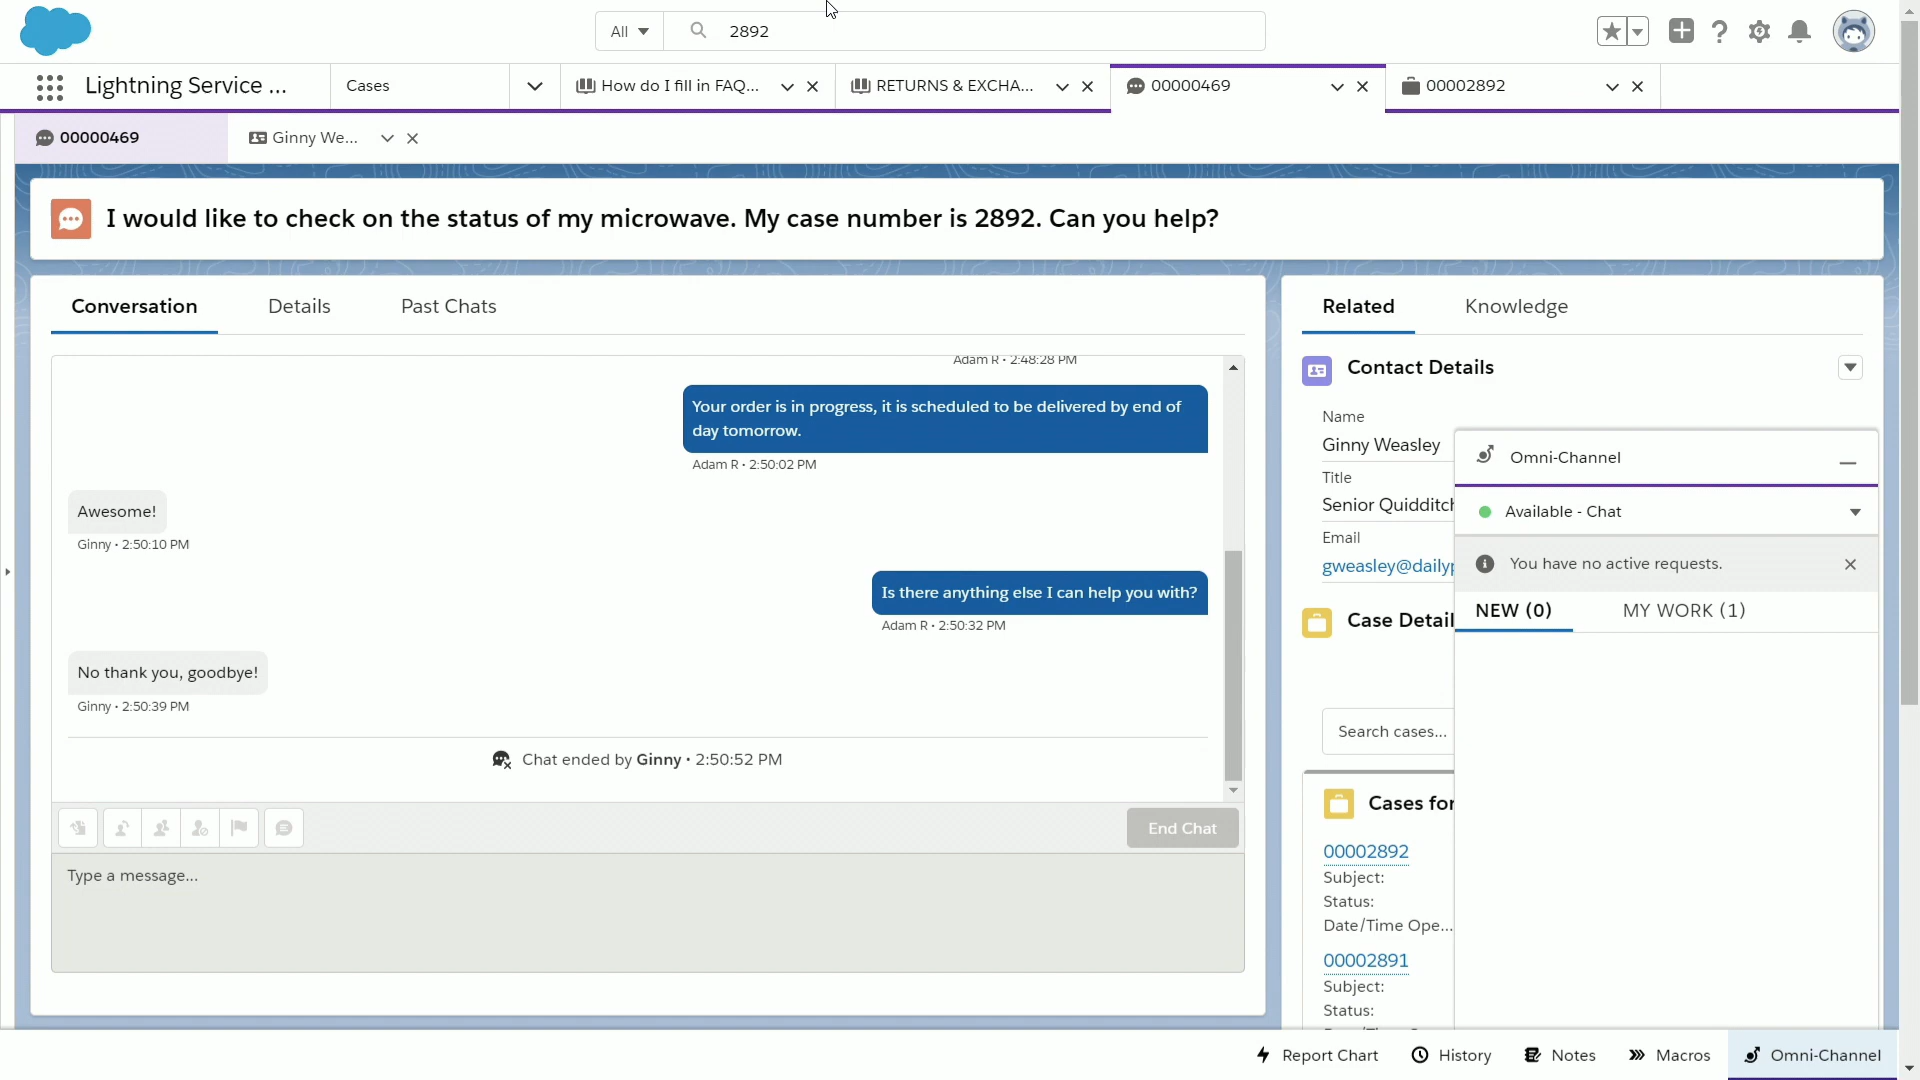 All
2892
Lightning Service ...
Cases
How do I fill in FAQ...
RETURNS & EXCHA...
00000469
00002892
00000469
Ginny We...
I would like to check on the status of my microwave. My case number is 2892. Can you help?
Conversation
Details
Past Chats
Adam R • 2:48:28 PM
Your order is in progress, it is scheduled to be delivered by end of
day tomorrow.
Adam R • 2:50:02 PM
Awesome!
Ginny • 2:50:10 PM
Is there anything else I can help you with?
Adam R • 2:50:32 PM
No thank you, goodbye!
Ginny • 2:50:39 PM
Chat ended by Ginny • 2:50:52 PM
End Chat
Type a message...
Related
Knowledge
Contact Details
Name
Ginny Weasley
Title
Senior Quidditch
Email
gweasley@daily
Case Detail
Search cases...
Cases for
00002892
Subject:
Status:
Date/Time Ope...
00002891
Subject:
Status:
Omni-Channel
Available - Chat
You have no active requests.
NEW (0)
MY WORK (1)
Report Chart
History
Notes
Macros
Omni-Channel